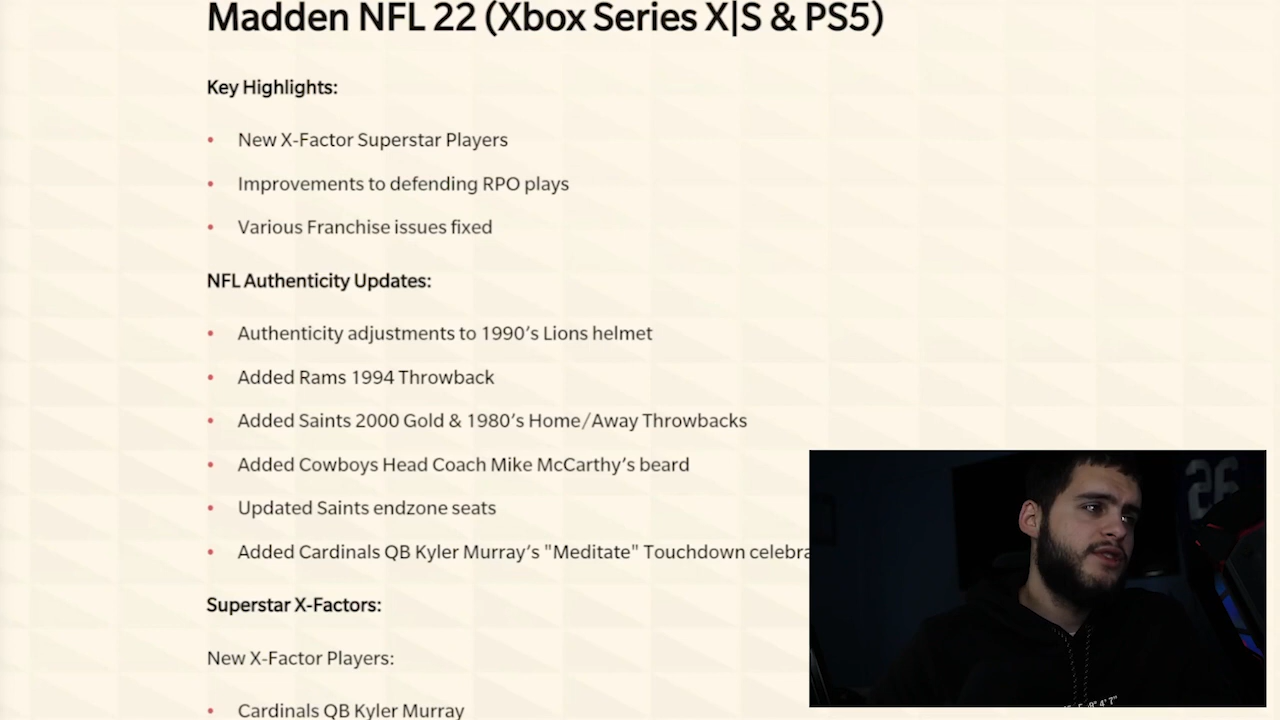 Madden NFL 22 (Xbox Series X|S & PS5)
Key Highlights:
• New X-Factor Superstar Players
• Improvements to defending RPO plays
• Various Franchise issues fixed
NFL Authenticity Updates:
• Authenticity adjustments to 1990's Lions helmet
• Added Rams 1994 Throwback
• Added Saints 2000 Gold & 1980's Home/Away Throwbacks
• Added Cowboys Head Coach Mike McCarthy's beard
• Updated Saints endzone seats
• Added Cardinals QB Kyler Murray's "Meditate" Touchdown celebra
Superstar X-Factors:
New X-Factor Players:
• Cardinals QB Kyler Murray
26